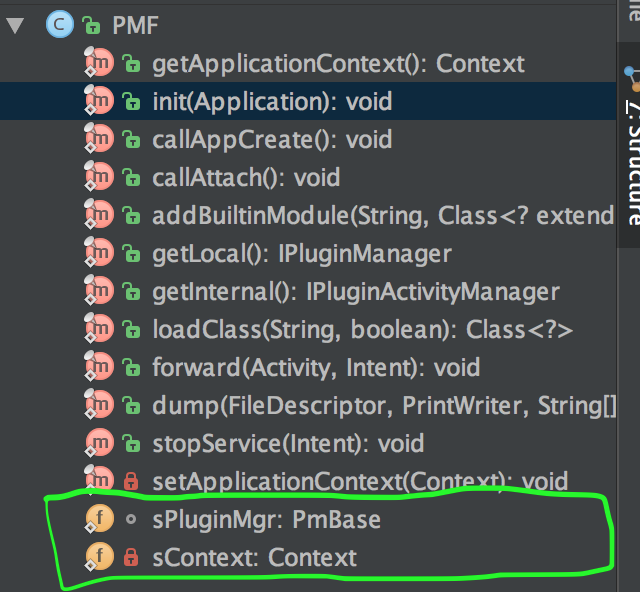 PMF
getApplicationContext(): Context
init(Application): void
callAppCreate(): void
callAttach(): void
addBuiltinModule(String, Class<? extend
getLocal(): IPluginManager
getInternal(): IPluginActivityManager
loadClass(String, boolean): Class<?>
forward(Activity, Intent): void
dump(FileDescriptor, PrintWriter, String[]
stopService(Intent): void
setApplicationContext(Context): void
sPluginMgr: PmBase
sContext: Context
7: Structure